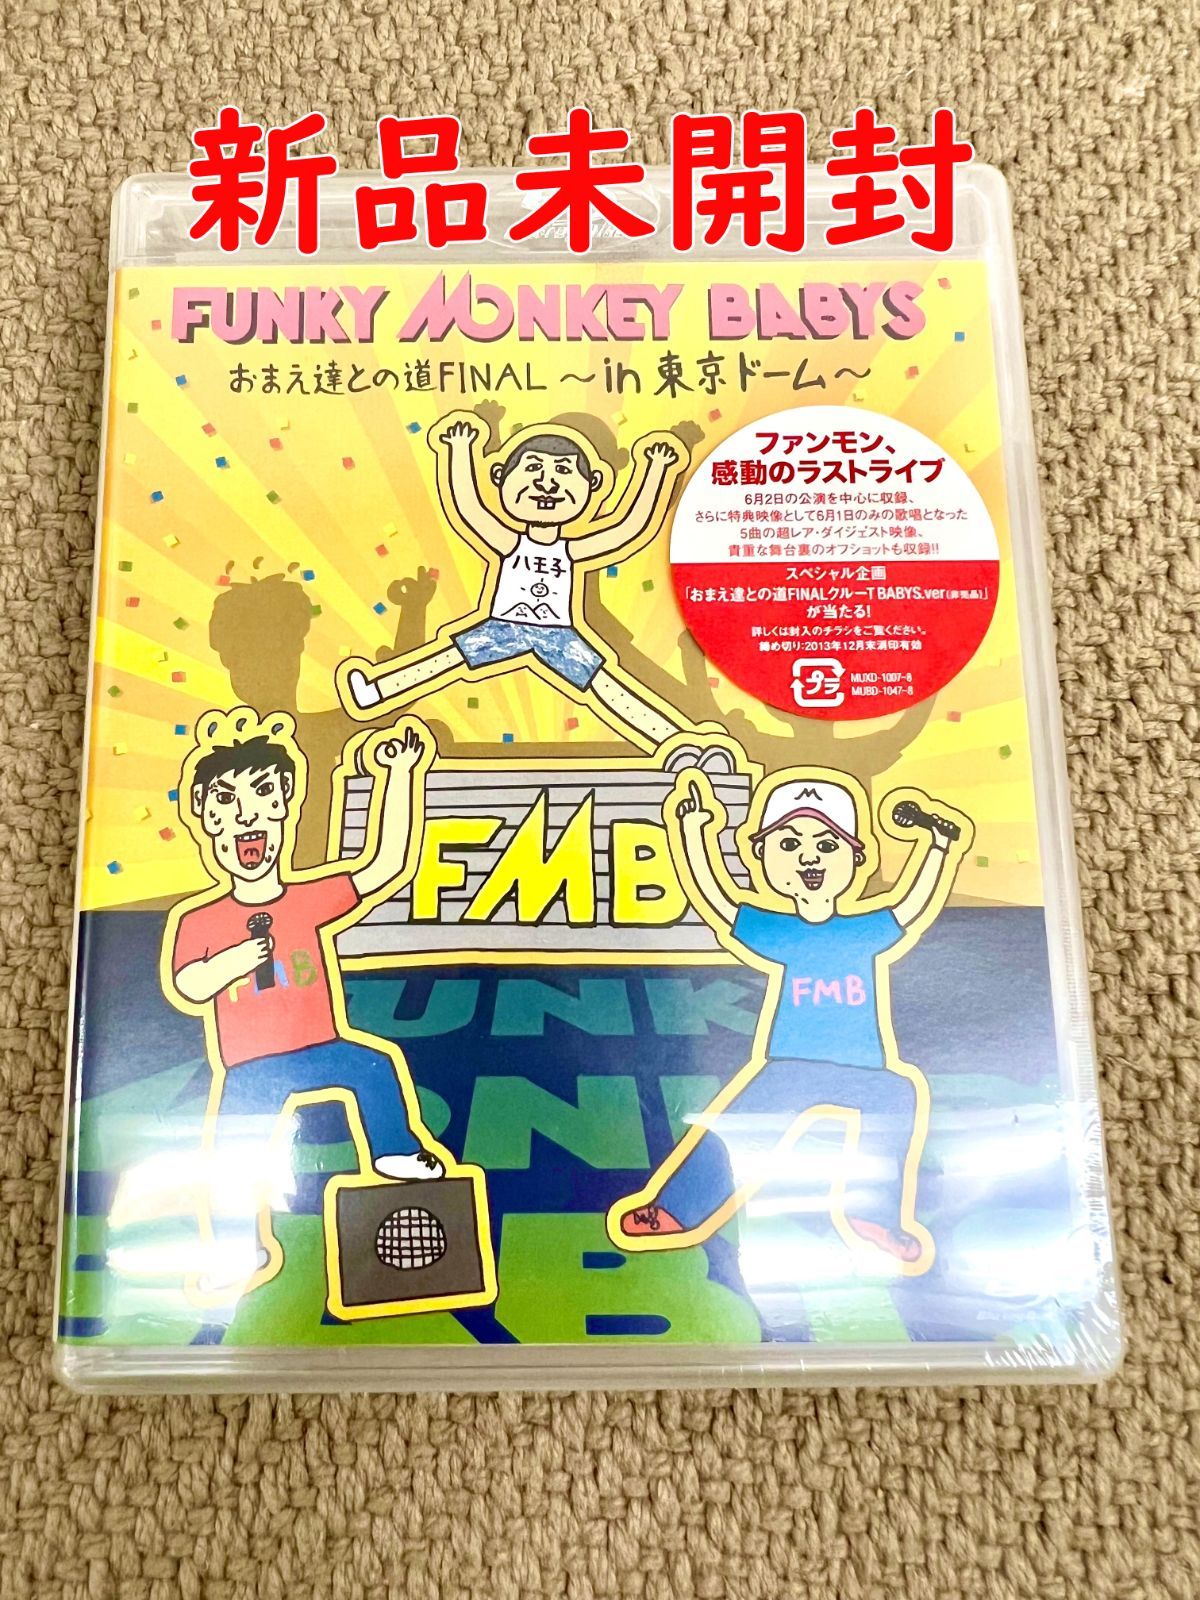 新品未開封
FUNKY MONKEY BABYS
おまえ達との道FINAL ～in 東京ドーム～
ファンモン、
感動のラストライブ
6月2日の公演を中心に収録、
さらに特典映像として6月1日のみの歌唱となった
5曲の超レア・ダイジェスト映像、
貴重な舞台裏のオフショットも収録!!
スペシャル企画
「おまえ達との道FINALクルーT BABYS.ver(非売品)」
が当たる!
詳しくは封入のチラシをご覧ください。
締め切り:2013年12月末消印有効
プラ
MUXD-1007~8
MUBD-1047~8
八王子
FMB
FMB
FMB
FUNKY
MONKEY
BABYS